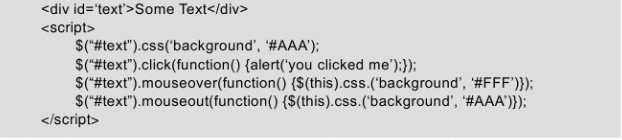 <div id=‘text’>Some Text</div>
<script>
$(“#text”).css(‘background’, ‘#AAA’);
$(“#text”).click(function() {alert(‘you clicked me’);});
$(“#text”).mouseover(function() {$(this).css.(‘background’, ‘#FFF’)});
$(“#text”).mouseout(function() {$(this).css.(‘background’, ‘#AAA’)});
</script>